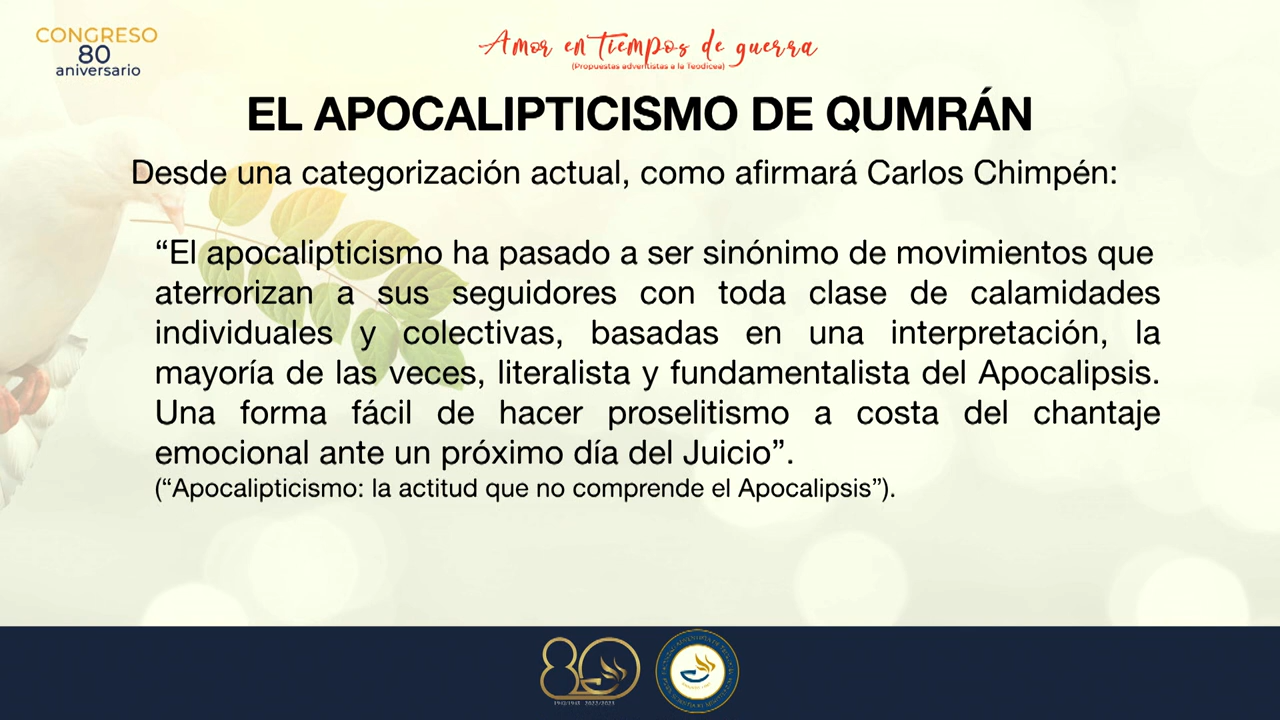 CONGRESO
80
aniversario
Amor en Tiempos de guerra
(Propuestas adventistas a la Teodicea)
EL APOCALIPTICISMO DE QUMRÁN
Desde una categorización actual, como afirmará Carlos Chimpén:
“El apocalipticismo ha pasado a ser sinónimo de movimientos que
aterrorizan a sus seguidores con toda clase de calamidades
individuales y colectivas, basadas en una interpretación, la
mayoría de las veces, literalista y fundamentalista del Apocalipsis.
Una forma fácil de hacer proselitismo a costa del chantaje
emocional ante un próximo día del Juicio”.
(“Apocalipticismo: la actitud que no comprende el Apocalipsis”).
80